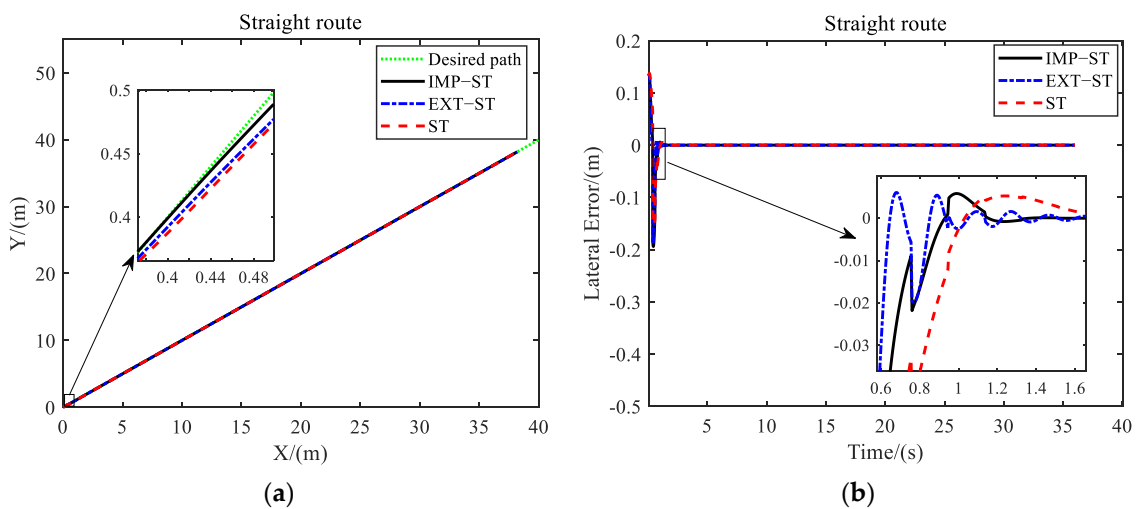 Straight route
50
40
30
20
10
0
Y/(m)
0 5 10 15 20 25 30 35 40
X/(m)
Desired path
IMP−ST
EXT−ST
ST
0.5
0.45
0.4
0.4 0.44 0.48
(a)
Straight route
0.2
0.1
0
-0.1
-0.2
-0.3
-0.4
-0.5
Lateral Error/(m)
5 10 15 20 25 30 35 40
Time/(s)
IMP−ST
EXT−ST
ST
0
-0.01
-0.02
-0.03
0.6 0.8 1 1.2 1.4 1.6
(b)